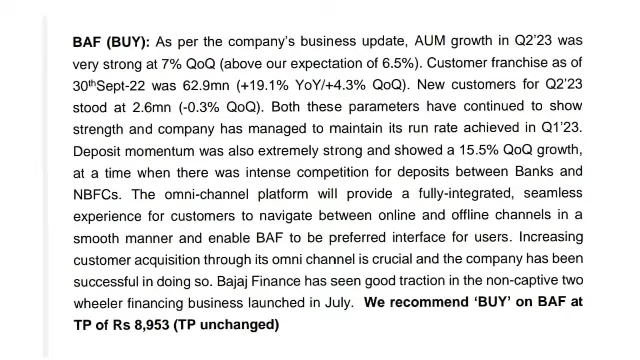 BAF (BUY): As per the company's business update, AUM growth in Q2'23 was
very strong at 7% QoQ (above our expectation of 6.5%). Customer franchise as of
30thSept-22 was 62.9mn (+19.1% YoY/+4.3% QoQ). New customers for Q2'23
stood at 2.6mn (-0.3% QoQ). Both these parameters have continued to show
strength and company has managed to maintain its run rate achieved in Q1'23.
Deposit momentum was also extremely strong and showed a 15.5% QoQ growth,
at a time when there was intense competition for deposits between Banks and
NBFCs. The omni-channel platform will provide a fully-integrated, seamless
experience for customers to navigate between online and offline channels in a
smooth manner and enable BAF to be preferred interface for users. Increasing
customer acquisition through its omni channel is crucial and the company has been
successful in doing so. Bajaj Finance has seen good traction in the non-captive two
wheeler financing business launched in July. We recommend 'BUY' on BAF at
TP of Rs 8,953 (TP unchanged)